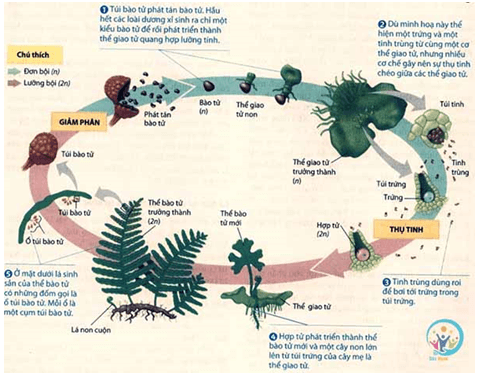 1 Túi bào tử phát tán bào tử. Hầu
hết các loài dương xỉ sinh ra chỉ một
kiểu bào tử để rồi phát triển thành
thể giao tử quang hợp lưỡng tính.
2 Dù minh hoạ này thể
hiện một trứng và một
tinh trùng từ cùng một cơ
thể giao tử, nhưng nhiều
cơ chế gây nên sự thụ tinh
chéo giữa các thể giao tử.
Chú thích
Đơn bội (n)
Lưỡng bội (2n)
GIẢM PHÂN
Phát tán
bào tử
Bào tử
(n)
Thể giao
tử non
Túi tinh
Túi bào tử
Thể giao tử
trưởng thành
(n)
Tinh
trùng
Túi trứng
Trứng
Túi bào tử
Thể bào tử
trưởng thành
(2n)
Thể bào
tử mới
Hợp tử
(2n)
THỤ TINH
Ổ túi bào tử
5 Ở mặt dưới lá sinh
sản của thể bào tử
có những đốm gọi là
ổ túi bào tử. Mỗi ổ là
một cụm túi bào tử.
Lá non cuộn
Thể giao tử
3 Tinh trùng dùng roi
để bơi tới trứng trong
túi trứng.
4 Hợp tử phát triển thành thể
bào tử mới và một cây non lớn
lên từ túi trứng của cây mẹ là
thể giao tử.